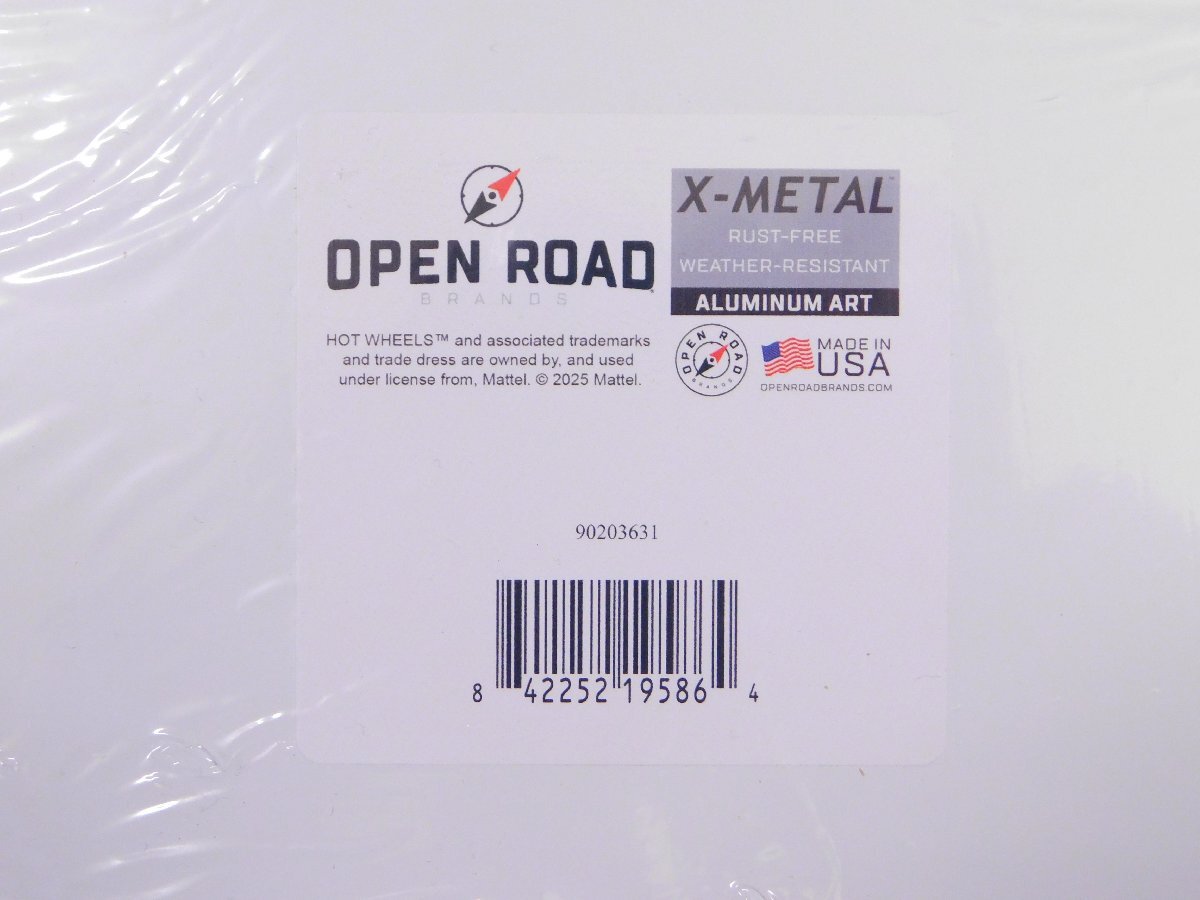 OPEN ROAD®
BRANDS
HOT WHEELS™ and associated trademarks
and trade dress are owned by, and used
under license from, Mattel. © 2025 Mattel.
X-METAL™
RUST-FREE
WEATHER-RESISTANT
ALUMINUM ART
OPEN ROAD
BRANDS
MADE IN
USA
OPENROADBRANDS.COM
90203631
8 42252 19586 4